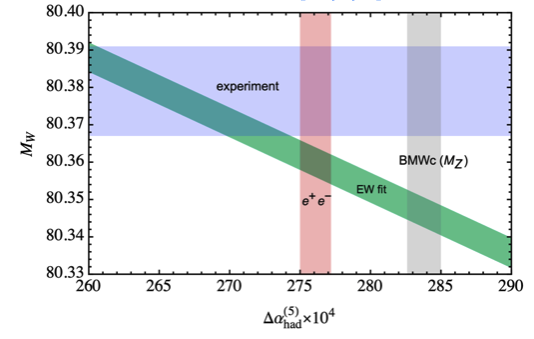 80.40
80.39
80.38
80.37
80.36
80.35
80.34
80.33
M_W
experiment
BMWc (M_Z)
EW fit
e⁺ e⁻
260 265 270 275 280 285 290
Δα_had^(5)×10⁴